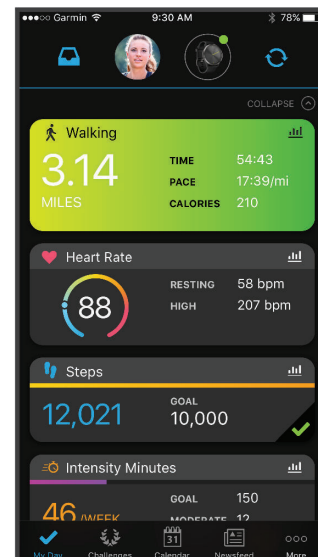 Garmin 9:30 AM 78%
COLLAPSE
Walking
3.14
MILES
TIME 54:43
PACE 17:39/mi
CALORIES 210
Heart Rate
88
RESTING 58 bpm
HIGH 207 bpm
Steps
12,021
GOAL
10,000
Intensity Minutes
46 /WEEK
GOAL 150
MODERATE 12
31
My Day Challenges Calendar Newsfeed More